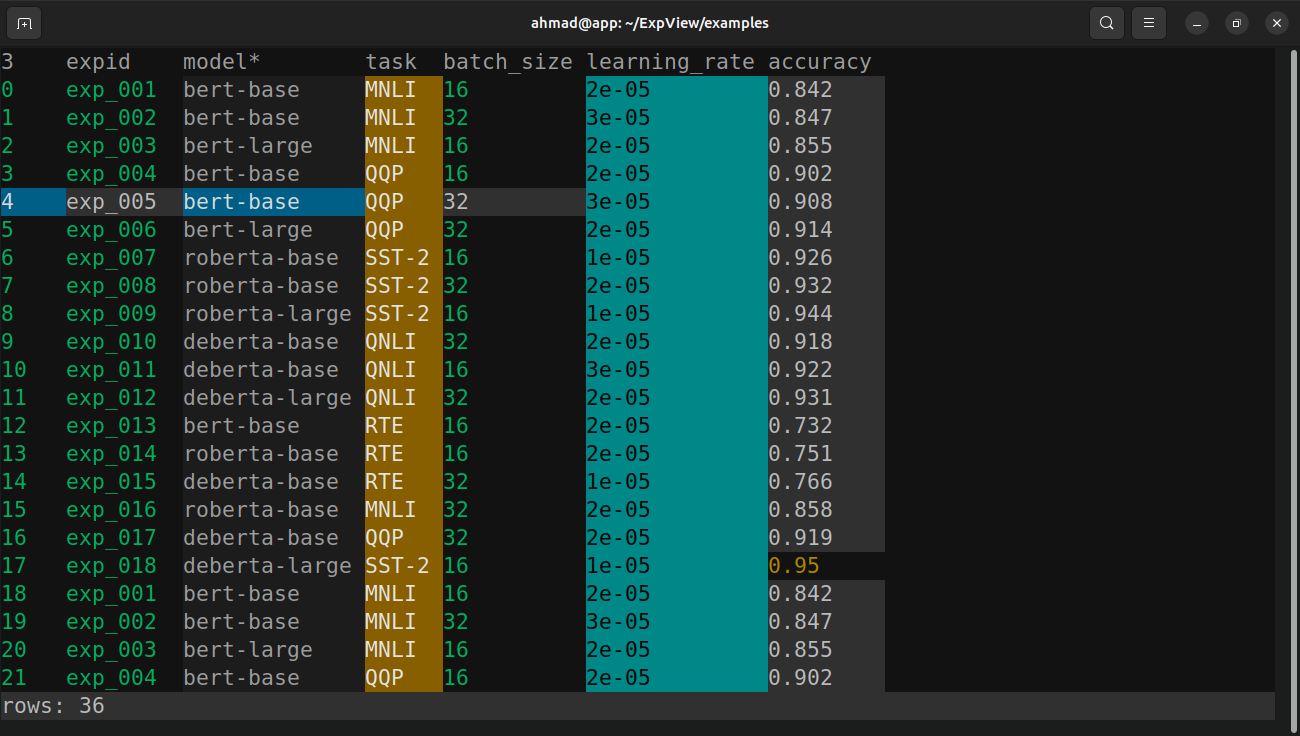 ahmad@app: ~/ExpView/examples
3 expid model* task batch_size learning_rate accuracy
0 exp_001 bert-base MNLI 16 2e-05 0.842
1 exp_002 bert-base MNLI 32 3e-05 0.847
2 exp_003 bert-large MNLI 16 2e-05 0.855
3 exp_004 bert-base QQP 16 2e-05 0.902
4 exp_005 bert-base QQP 32 3e-05 0.908
5 exp_006 bert-large QQP 32 2e-05 0.914
6 exp_007 roberta-base SST-2 16 1e-05 0.926
7 exp_008 roberta-base SST-2 32 2e-05 0.932
8 exp_009 roberta-large SST-2 16 1e-05 0.944
9 exp_010 deberta-base QNLI 32 2e-05 0.918
10 exp_011 deberta-base QNLI 16 3e-05 0.922
11 exp_012 deberta-large QNLI 32 2e-05 0.931
12 exp_013 bert-base RTE 16 2e-05 0.732
13 exp_014 roberta-base RTE 16 2e-05 0.751
14 exp_015 deberta-base RTE 32 1e-05 0.766
15 exp_016 roberta-base MNLI 32 2e-05 0.858
16 exp_017 deberta-base QQP 32 2e-05 0.919
17 exp_018 deberta-large SST-2 16 1e-05 0.95
18 exp_001 bert-base MNLI 16 2e-05 0.842
19 exp_002 bert-base MNLI 32 3e-05 0.847
20 exp_003 bert-large MNLI 16 2e-05 0.855
21 exp_004 bert-base QQP 16 2e-05 0.902
rows: 36